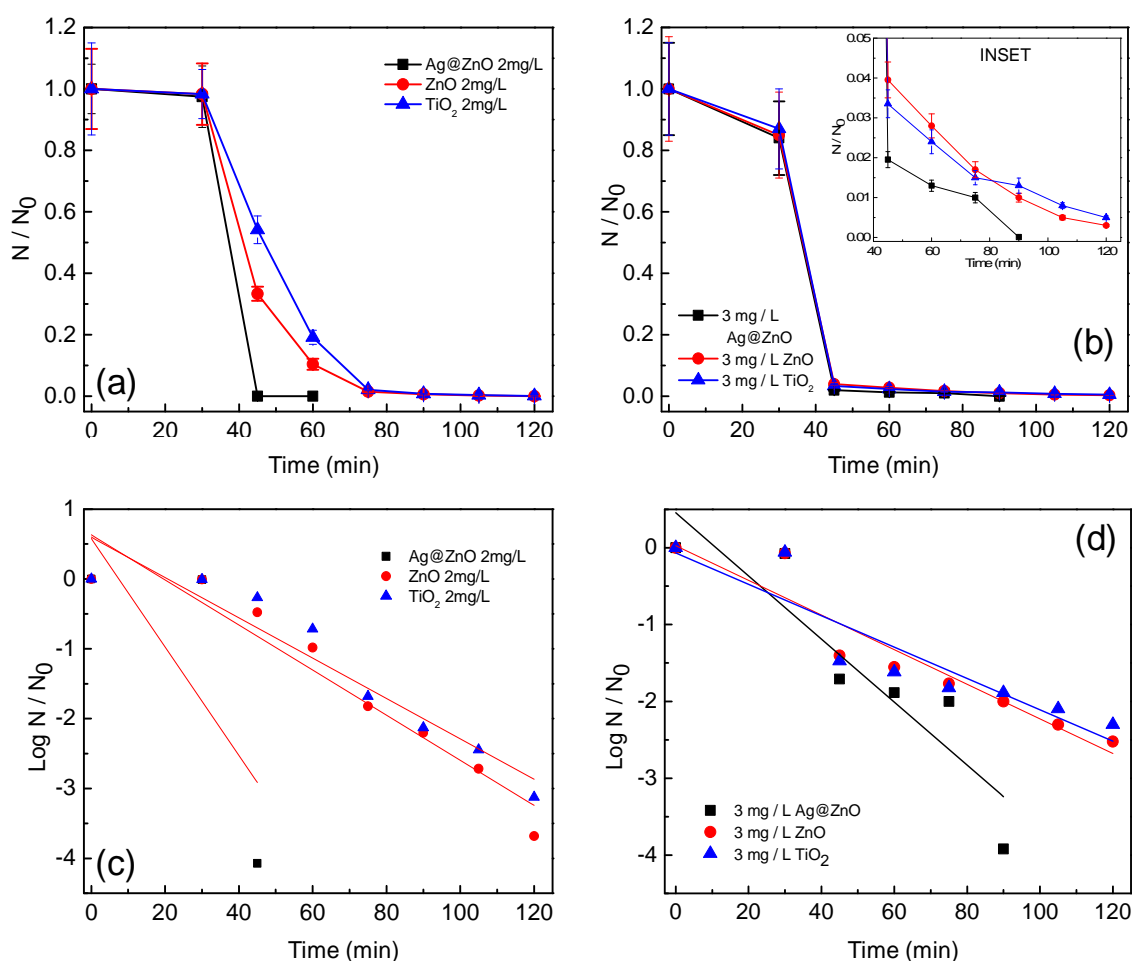 (a)
N / N0
1.2
1.0
0.8
0.6
0.4
0.2
0.0
Ag@ZnO 2mg/L
ZnO 2mg/L
TiO2 2mg/L
0 20 40 60 80 100 120
Time (min)
(b)
N / N0
1.2
1.0
0.8
0.6
0.4
0.2
0.0
INSET
N / N0
0.05
0.04
0.03
0.02
0.01
0.00
40 60 80 100 120
Time (min)
3 mg / L
Ag@ZnO
3 mg / L ZnO
3 mg / L TiO2
0 20 40 60 80 100 120
Time (min)
(c)
Log N / N0
1
0
-1
-2
-3
-4
Ag@ZnO 2mg/L
ZnO 2mg/L
TiO2 2mg/L
0 20 40 60 80 100 120
Time (min)
(d)
Log N / N0
0
-1
-2
-3
-4
3 mg / L Ag@ZnO
3 mg / L ZnO
3 mg / L TiO2
0 20 40 60 80 100 120
Time (min)